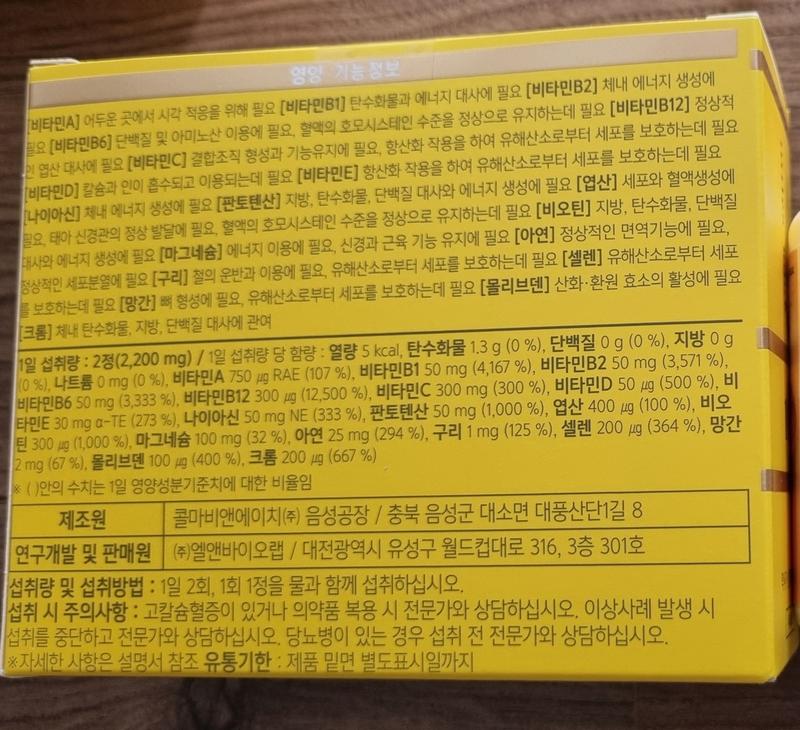 영양 기능정보
[비타민A] 어두운 곳에서 시각 적응을 위해 필요 [비타민B1] 탄수화물과 에너지 대사에 필요 [비타민B2] 체내 에너지 생성에
필요 [비타민B6] 단백질 및 아미노산 이용에 필요, 혈액의 호모시스테인 수준을 정상으로 유지하는데 필요 [비타민B12] 정상적
인 엽산 대사에 필요 [비타민C] 결합조직 형성과 기능유지에 필요, 항산화 작용을 하여 유해산소로부터 세포를 보호하는데 필요
[비타민D] 칼슘과 인이 흡수되고 이용되는데 필요 [비타민E] 항산화 작용을 하여 유해산소로부터 세포를 보호하는데 필요
[나이아신] 체내 에너지 생성에 필요 [판토텐산] 지방, 탄수화물, 단백질 대사와 에너지 생성에 필요 [엽산] 세포와 혈액생성에
필요, 태아 신경관의 정상 발달에 필요, 혈액의 호모시스테인 수준을 정상으로 유지하는데 필요 [비오틴] 지방, 탄수화물, 단백질
대사와 에너지 생성에 필요 [마그네슘] 에너지 이용에 필요, 신경과 근육 기능 유지에 필요 [아연] 정상적인 면역기능에 필요,
정상적인 세포분열에 필요 [구리] 철의 운반과 이용에 필요, 유해산소로부터 세포를 보호하는데 필요 [셀렌] 유해산소로부터 세포
를 보호하는데 필요 [망간] 뼈 형성에 필요, 유해산소로부터 세포를 보호하는데 필요 [몰리브덴] 산화·환원 효소의 활성에 필요
[크롬] 체내 탄수화물, 지방, 단백질 대사에 관여
1일 섭취량 : 2정(2,200 mg) / 1일 섭취량 당 함량 : 열량 5 kcal, 탄수화물 1.3 g (0 %), 단백질 0 g (0 %), 지방 0 g
(0 %), 나트륨 0 mg (0 %), 비타민A 750 ㎍ RAE (107 %), 비타민B1 50 mg (4,167 %), 비타민B2 50 mg (3,571 %),
비타민B6 50 mg (3,333 %), 비타민B12 300 ㎍ (12,500 %), 비타민C 300 mg (300 %), 비타민D 50 ㎍ (500 %), 비
타민E 30 mg α-TE (273 %), 나이아신 50 mg NE (333 %), 판토텐산 50 mg (1,000 %), 엽산 400 ㎍ (100 %), 비오
틴 300 ㎍ (1,000 %), 마그네슘 100 mg (32 %), 아연 25 mg (294 %), 구리 1 mg (125 %), 셀렌 200 ㎍ (364 %), 망간
2 mg (67 %), 몰리브덴 100 ㎍ (400 %), 크롬 200 ㎍ (667 %)
※ ( )안의 수치는 1일 영양성분기준치에 대한 비율임
제조원 콜마비앤에이치㈜ 음성공장 / 충북 음성군 대소면 대풍산단1길 8
연구개발 및 판매원 ㈜엘앤바이오랩 / 대전광역시 유성구 월드컵대로 316, 3층 301호
섭취량 및 섭취방법 : 1일 2회, 1회 1정을 물과 함께 섭취하십시오.
섭취 시 주의사항 : 고칼슘혈증이 있거나 의약품 복용 시 전문가와 상담하십시오. 이상사례 발생 시
섭취를 중단하고 전문가와 상담하십시오. 당뇨병이 있는 경우 섭취 전 전문가와 상담하십시오.
※자세한 사항은 설명서 참조 유통기한 : 제품 밑면 별도표시일까지